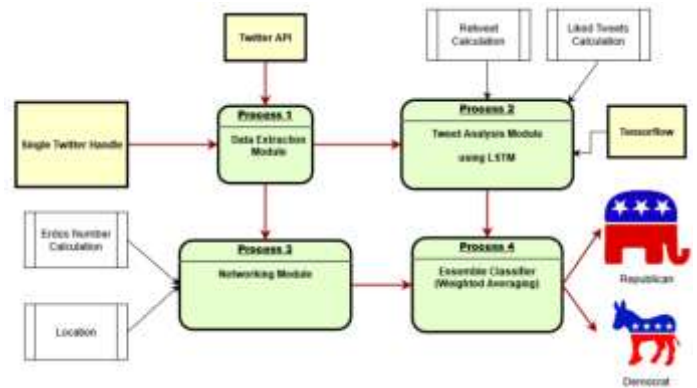 Twitter API
Retweet
Calculation
Liked Tweets
Calculation
Single Twitter Handle
Process 1
Data Extraction
Module
Process 2
Tweet Analysis Module
using LSTM
Tensorflow
Erdos Number
Calculation
Location
Process 3
Networking Module
Process 4
Ensemble Classifier
(Weighted Averaging)
Republican
Democrat